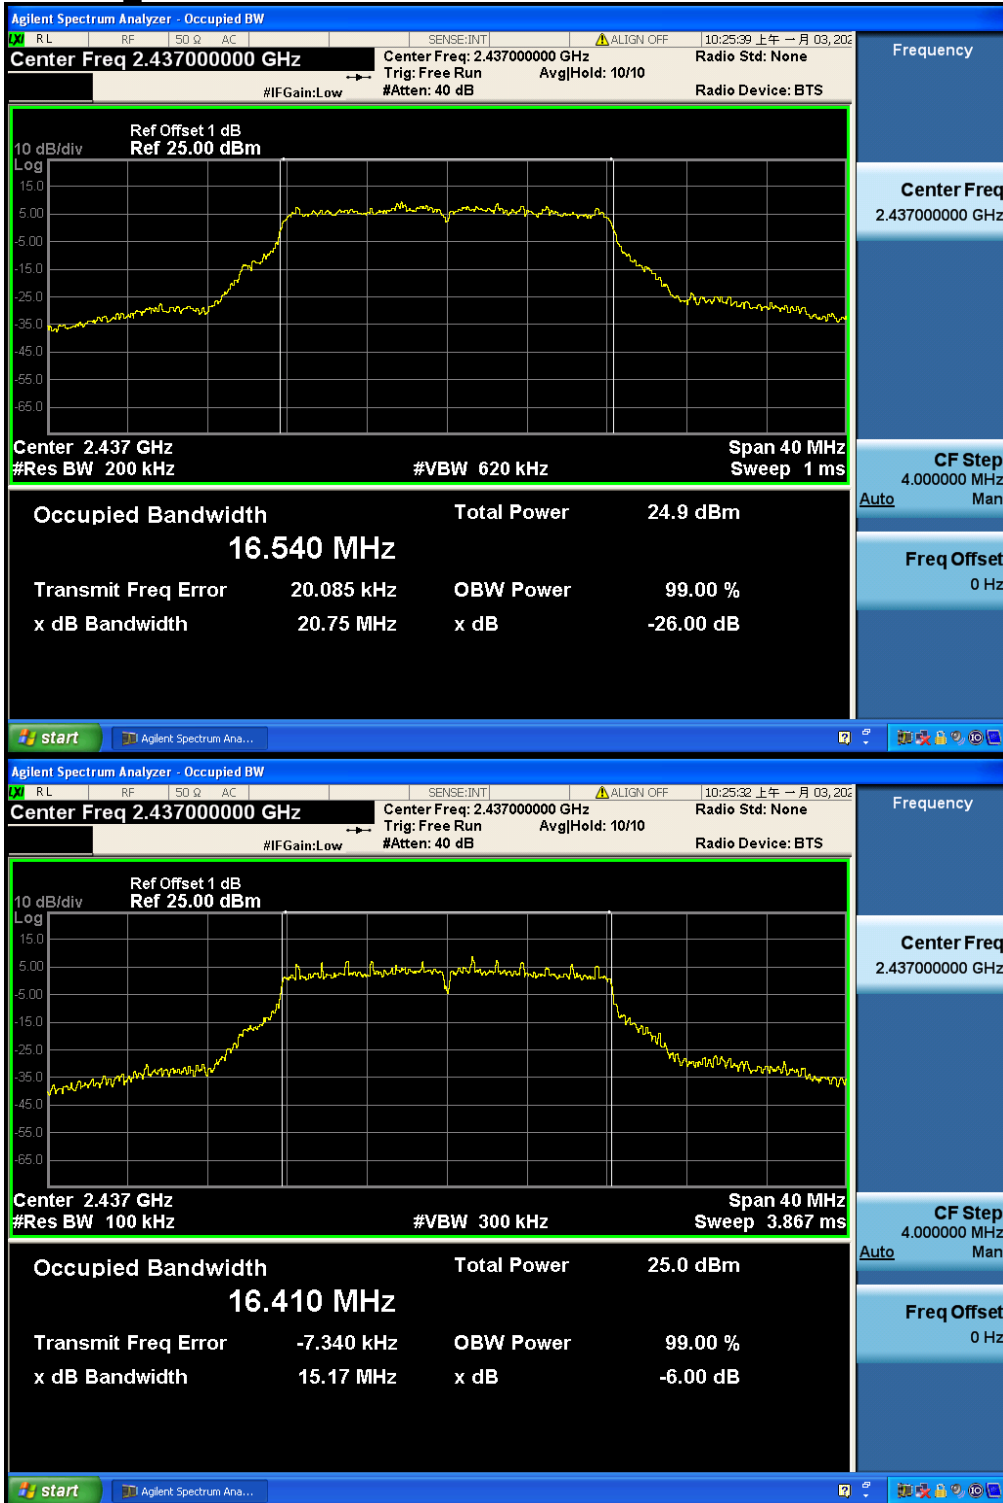 Agilent Spectrum Analyzer - Occupied BW
LXI RL RF 50 Ω AC SENSE:INT ALIGN OFF 10:25:39 上午 一月 03, 202
Center Freq 2.437000000 GHz
Center Freq: 2.437000000 GHz
Radio Std: None
Trig: Free Run Avg|Hold: 10/10
#IFGain:Low #Atten: 40 dB
Radio Device: BTS
Frequency
Ref Offset 1 dB
10 dB/div Ref 25.00 dBm
Log
15.0
5.00
-5.00
-15.0
-25.0
-35.0
-45.0
-55.0
-65.0
Center 2.437 GHz Span 40 MHz
#Res BW 200 kHz #VBW 620 kHz Sweep 1 ms
Center Freq
2.437000000 GHz
CF Step
4.000000 MHz
Auto Man
Freq Offset
0 Hz
Occupied Bandwidth Total Power 24.9 dBm
16.540 MHz
Transmit Freq Error 20.085 kHz OBW Power 99.00 %
x dB Bandwidth 20.75 MHz x dB -26.00 dB
start Agilent Spectrum Ana...
Agilent Spectrum Analyzer - Occupied BW
LXI RL RF 50 Ω AC SENSE:INT ALIGN OFF 10:25:32 上午 一月 03, 202
Center Freq 2.437000000 GHz
Center Freq: 2.437000000 GHz
Radio Std: None
Trig: Free Run Avg|Hold: 10/10
#IFGain:Low #Atten: 40 dB
Radio Device: BTS
Frequency
Ref Offset 1 dB
10 dB/div Ref 25.00 dBm
Log
15.0
5.00
-5.00
-15.0
-25.0
-35.0
-45.0
-55.0
-65.0
Center 2.437 GHz Span 40 MHz
#Res BW 100 kHz #VBW 300 kHz Sweep 3.867 ms
Center Freq
2.437000000 GHz
CF Step
4.000000 MHz
Auto Man
Freq Offset
0 Hz
Occupied Bandwidth Total Power 25.0 dBm
16.410 MHz
Transmit Freq Error -7.340 kHz OBW Power 99.00 %
x dB Bandwidth 15.17 MHz x dB -6.00 dB
start Agilent Spectrum Ana...